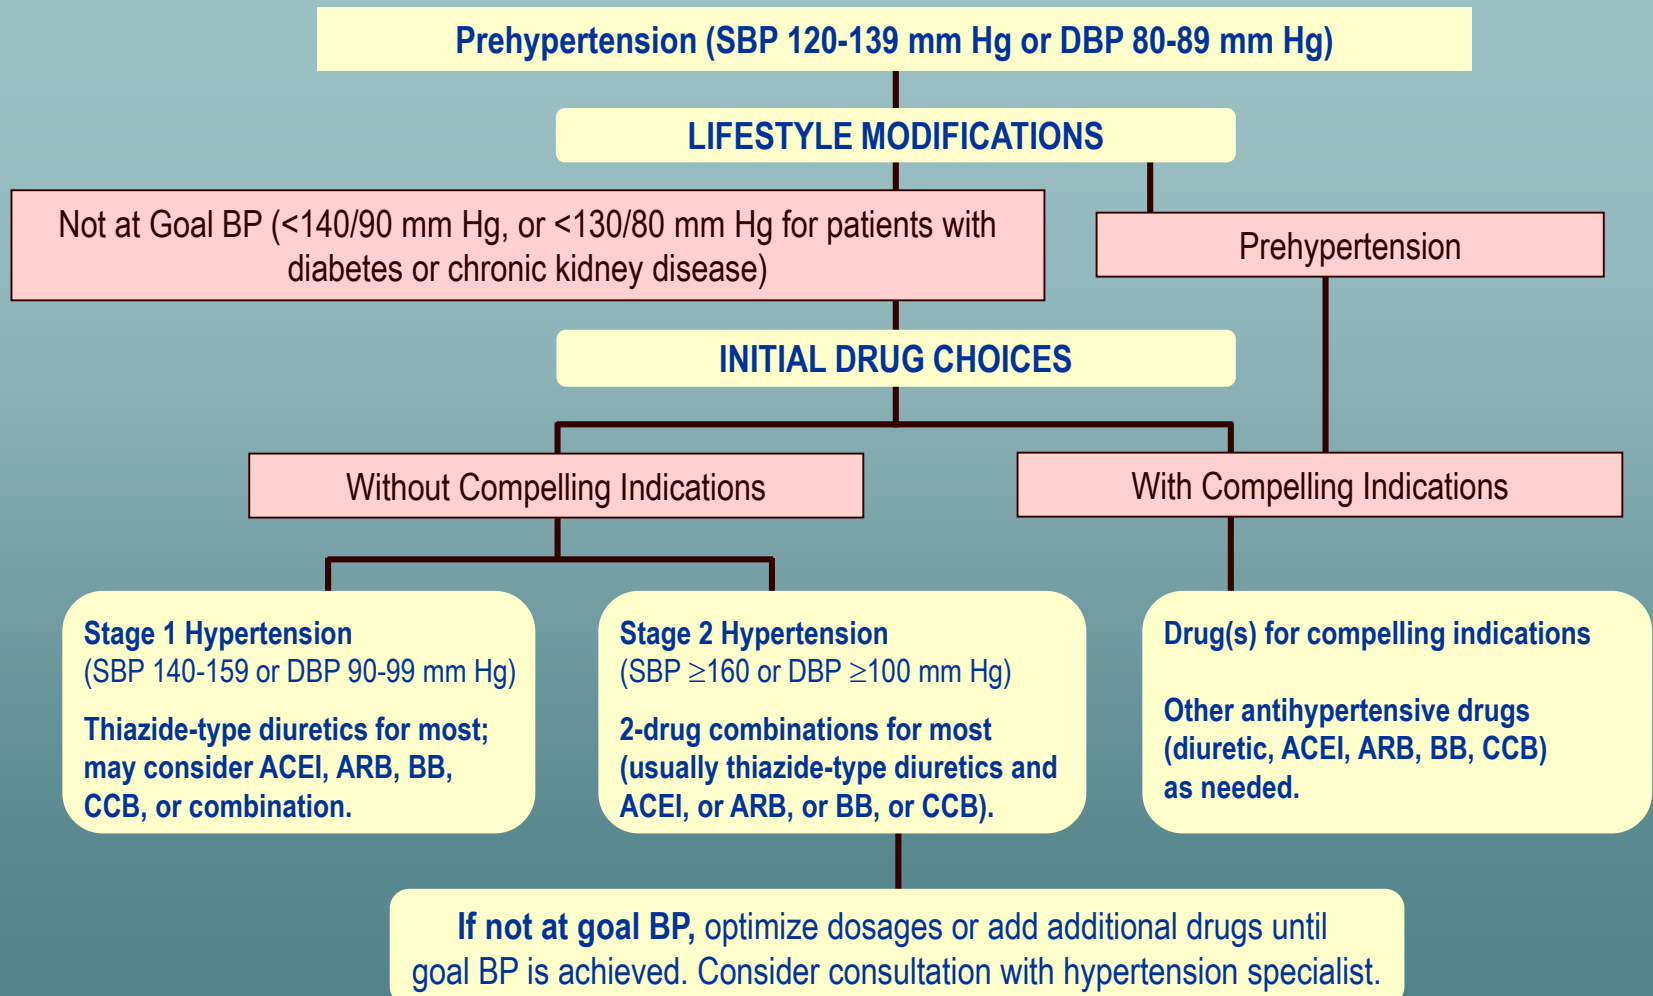 Prehypertension (SBP 120-139 mm Hg or DBP 80-89 mm Hg)
LIFESTYLE MODIFICATIONS
Not at Goal BP (<140/90 mm Hg, or <130/80 mm Hg for patients with
diabetes or chronic kidney disease)
Prehypertension
INITIAL DRUG CHOICES
Without Compelling Indications
With Compelling Indications
Stage 1 Hypertension
(SBP 140-159 or DBP 90-99 mm Hg)
Thiazide-type diuretics for most;
may consider ACEI, ARB, BB,
CCB, or combination.
Stage 2 Hypertension
(SBP ≥160 or DBP ≥100 mm Hg)
2-drug combinations for most
(usually thiazide-type diuretics and
ACEI, or ARB, or BB, or CCB).
Drug(s) for compelling indications
Other antihypertensive drugs
(diuretic, ACEI, ARB, BB, CCB)
as needed.
If not at goal BP, optimize dosages or add additional drugs until
goal BP is achieved. Consider consultation with hypertension specialist.